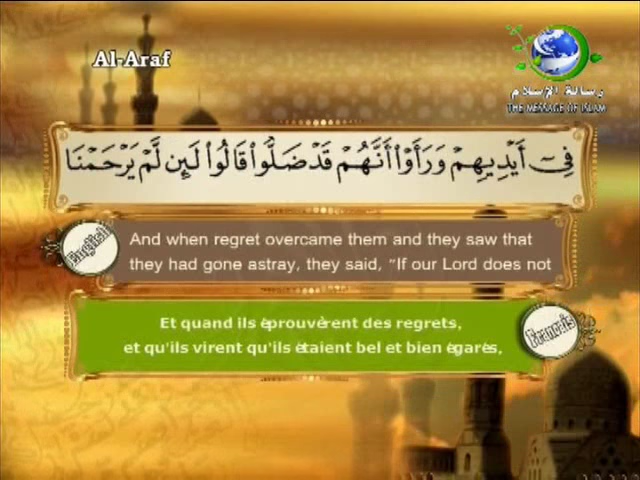 Al-Araf
رسالة الإسلام
THE MESSAGE OF ISLAM
فِىٓ أَيْدِيهِمْ وَرَأَوْا۟ أَنَّهُمْ قَدْ ضَلُّوا۟ قَالُوا۟ لَئِن لَّمْ يَرْحَمْنَا
English
And when regret overcame them and they saw that
they had gone astray, they said, "If our Lord does not
Français
Et quand ils éprouvèrent des regrets,
et qu'ils virent qu'ils étaient bel et bien égarés,